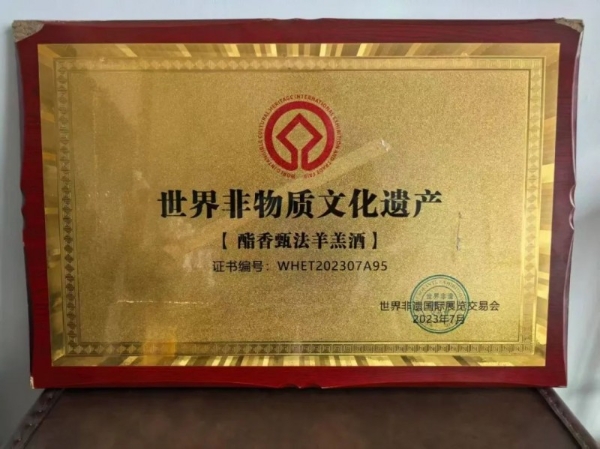 世界非物质文化遗产
【酯香甄法羊羔酒】
证书编号：WHET202307A95
世界非遗国际展览交易会
2023年7月